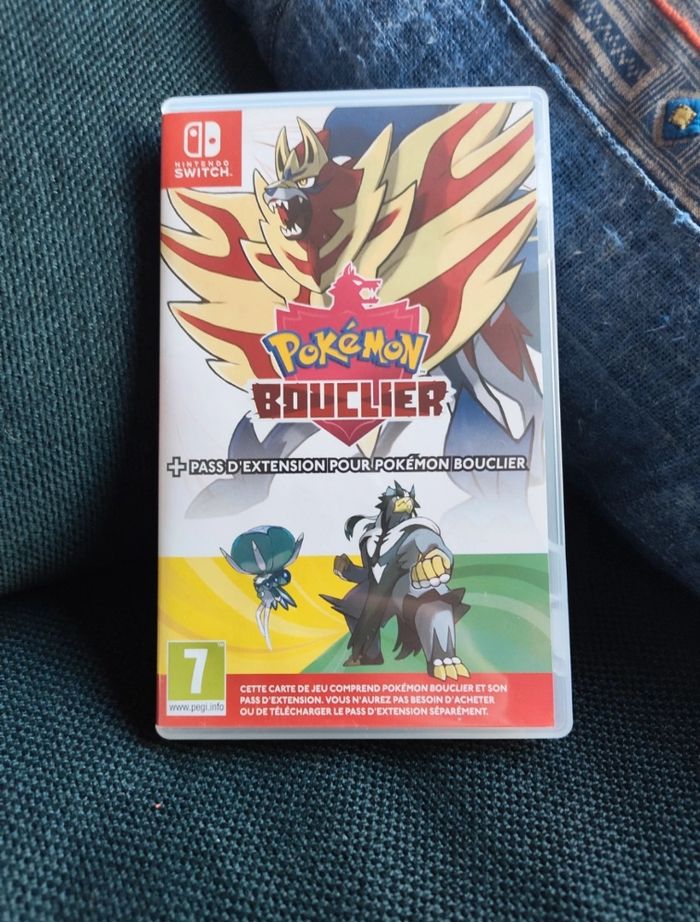 NINTENDO
SWITCH™
POKéMON
BOUCLIER
+ PASS D'EXTENSION POUR POKÉMON BOUCLIER
7
www.pegi.info
CETTE CARTE DE JEU COMPREND POKÉMON BOUCLIER ET SON
PASS D'EXTENSION. VOUS N'AUREZ PAS BESOIN D'ACHETER
OU DE TÉLÉCHARGER LE PASS D'EXTENSION SÉPARÉMENT.